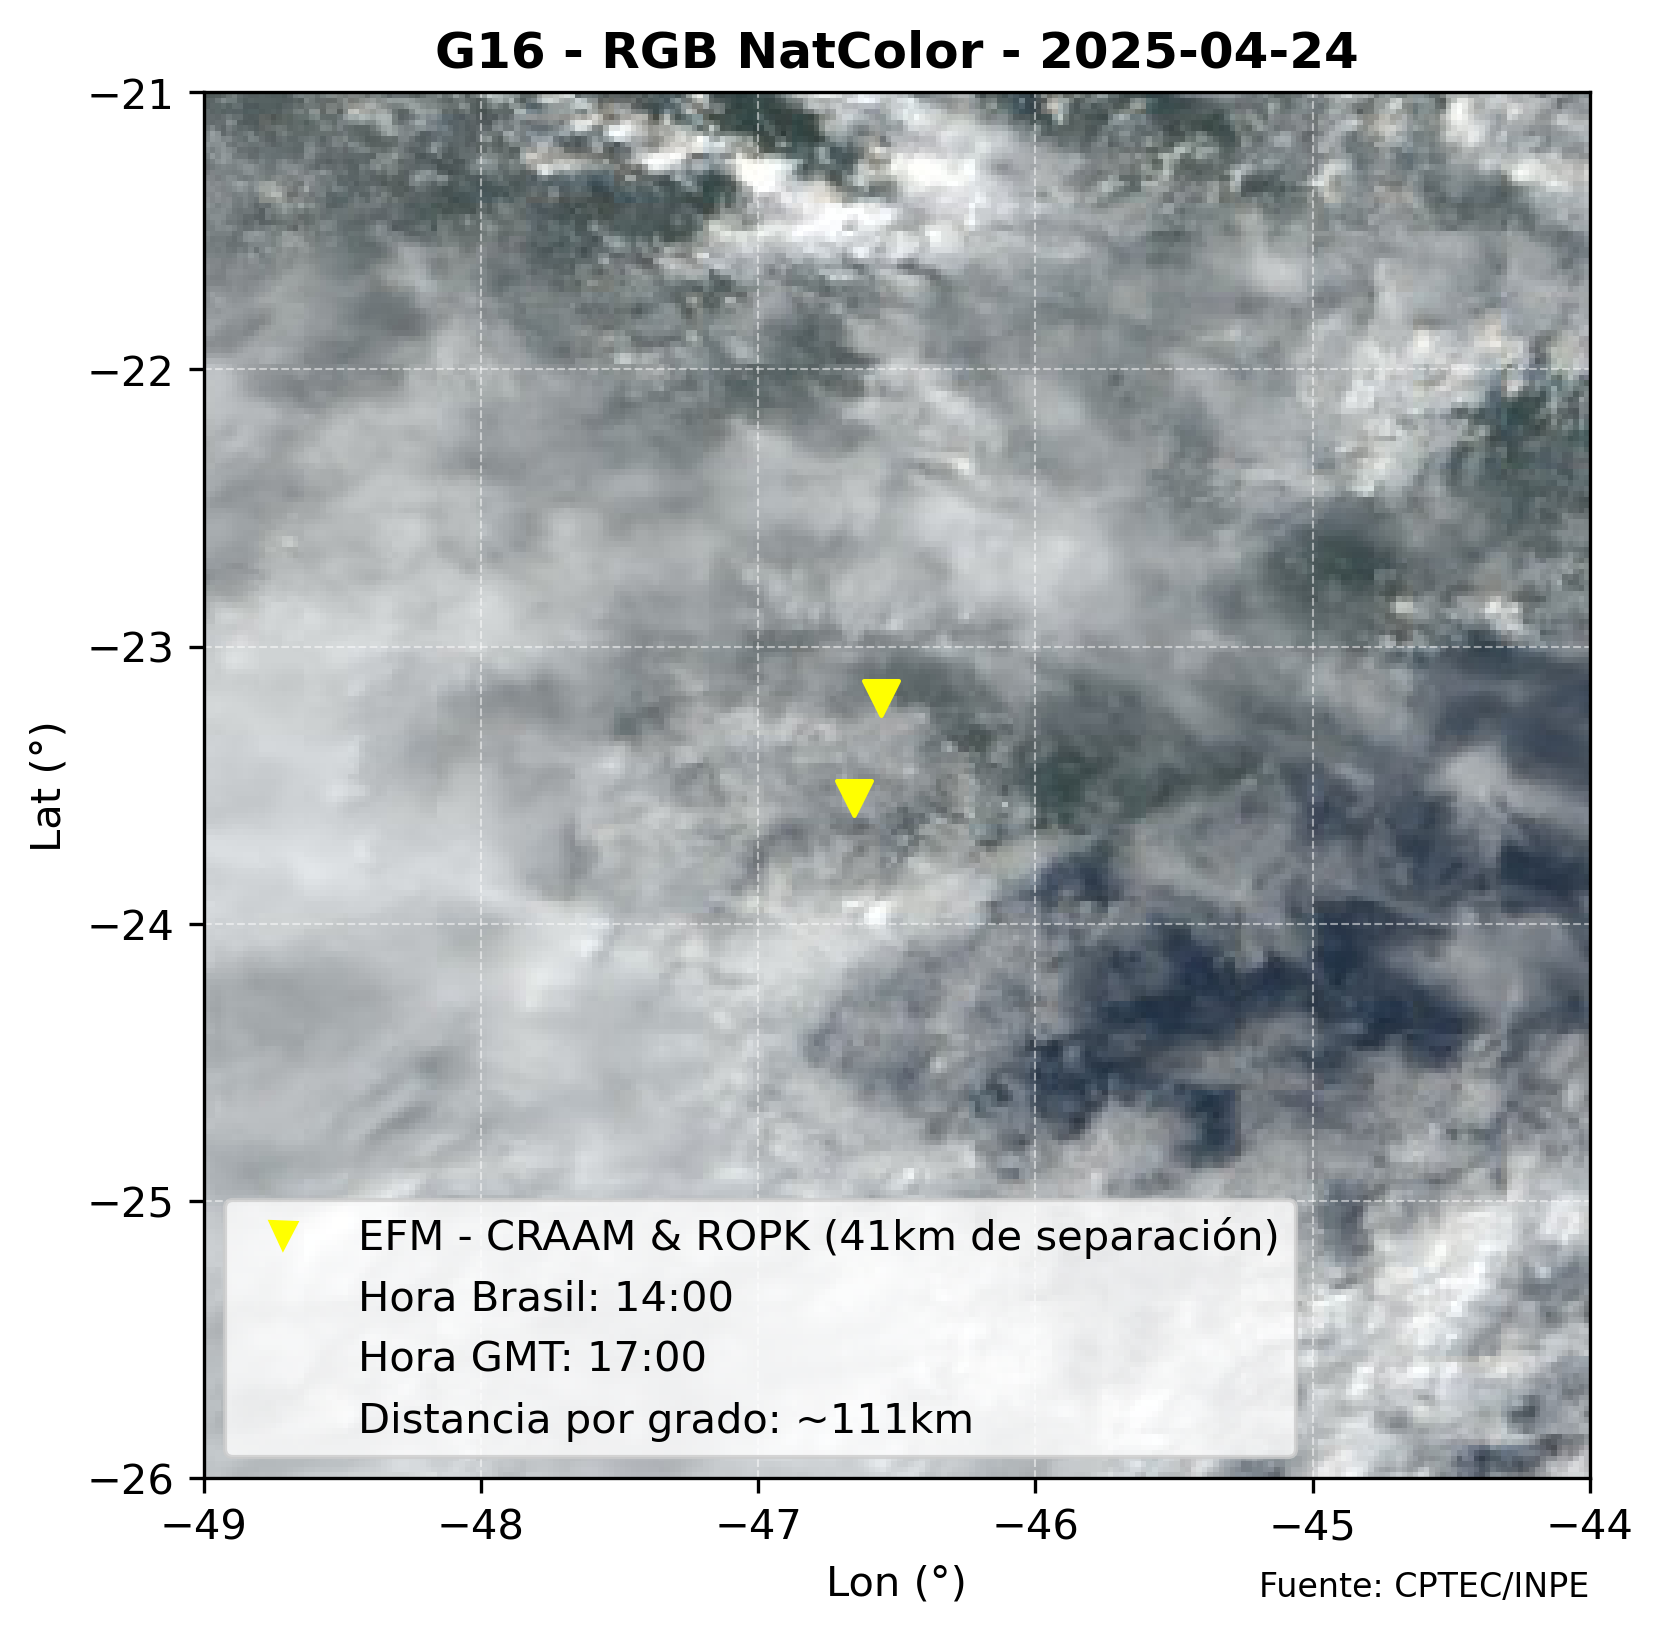 G16 - RGB NatColor - 2025-04-24
−21
−22
−23
−24
−25
−26
Lat (°)
EFM - CRAAM & ROPK (41km de separación)
Hora Brasil: 14:00
Hora GMT: 17:00
Distancia por grado: ~111km
−49 −48 −47 −46 −45 −44
Lon (°)
Fuente: CPTEC/INPE